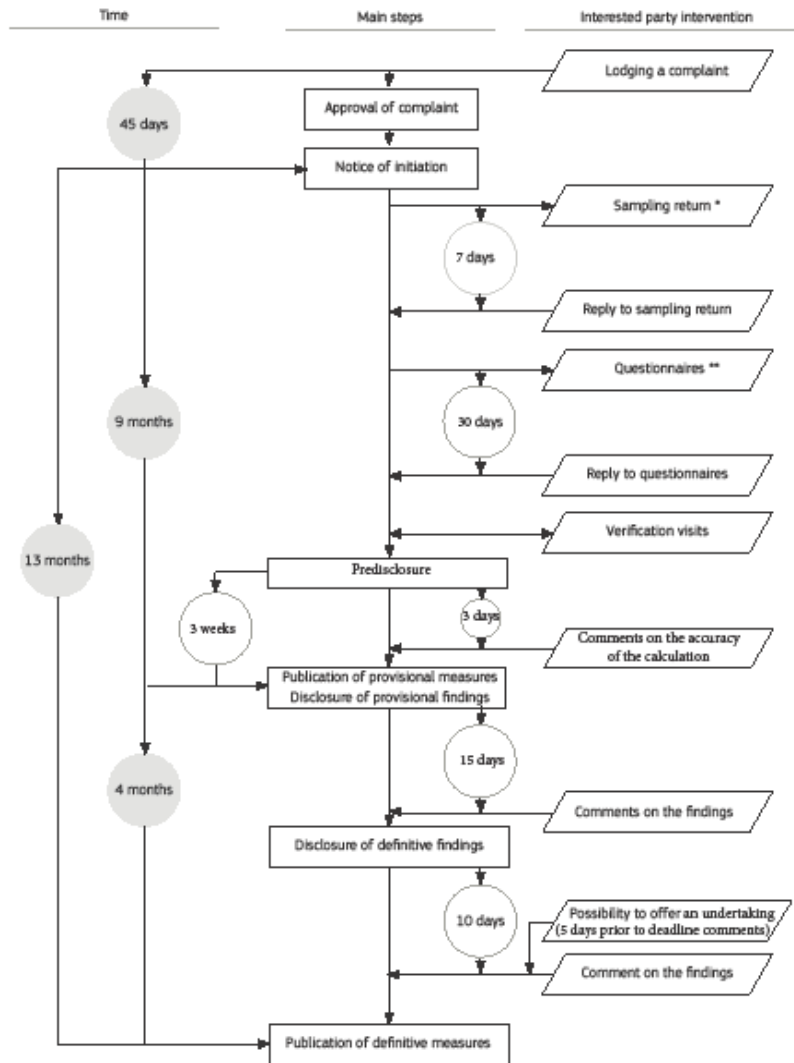 Time
Main steps
Interested party intervention
Lodging a complaint
45 days
Approval of complaint
Notice of initiation
Sampling return *
7 days
Reply to sampling return
Questionnaires **
9 months
30 days
Reply to questionnaires
Verification visits
13 months
Predisclosure
3 weeks
3 days
Comments on the accuracy
of the calculation
Publication of provisional measures
Disclosure of provisional findings
15 days
4 months
Comments on the findings
Disclosure of definitive findings
10 days
Possibility to offer an undertaking
(5 days prior to deadline comments)
Comment on the findings
Publication of definitive measures